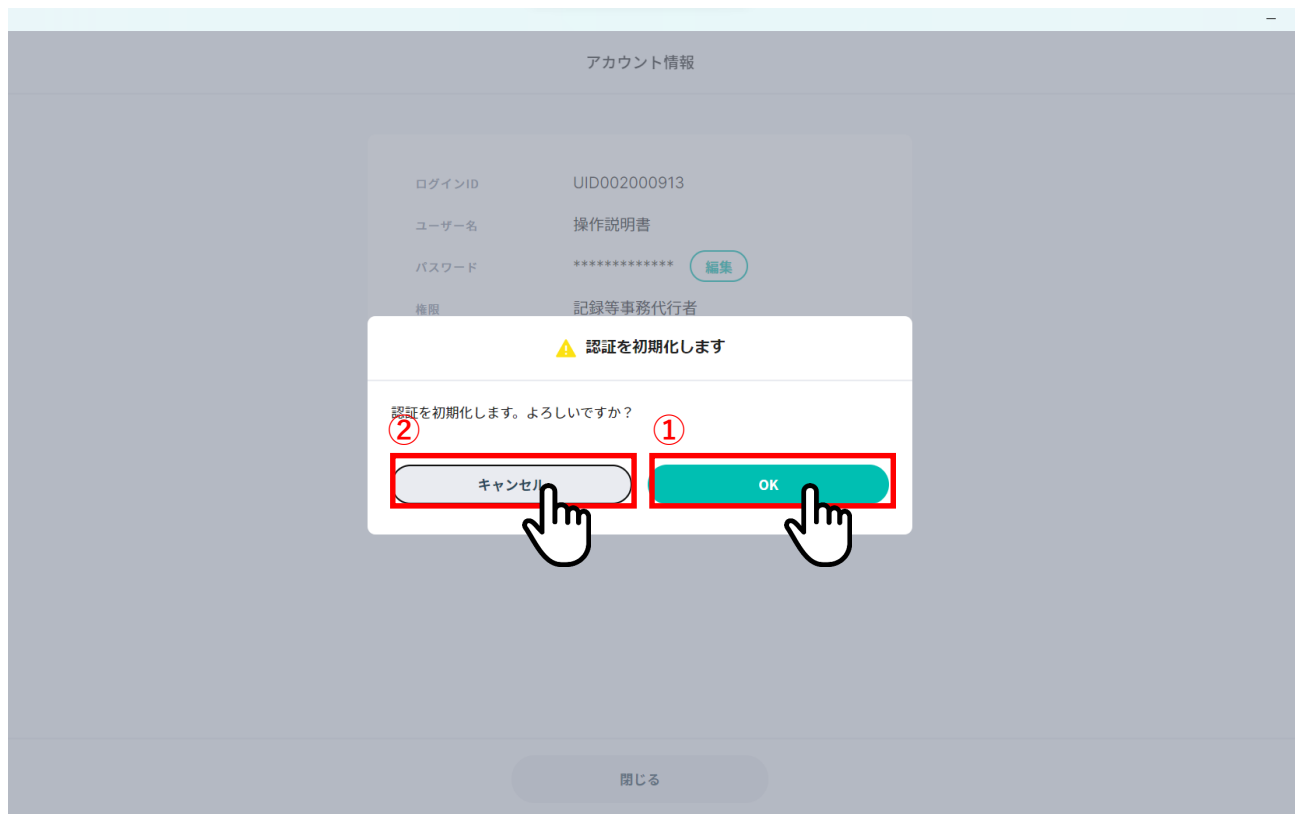 アカウント情報
ログインID UID002000913
ユーザー名 操作説明書
パスワード ************* 編集
権限 記録等事務代行者
認証を初期化します
認証を初期化します。よろしいですか？
② ①
キャンセル OK
閉じる